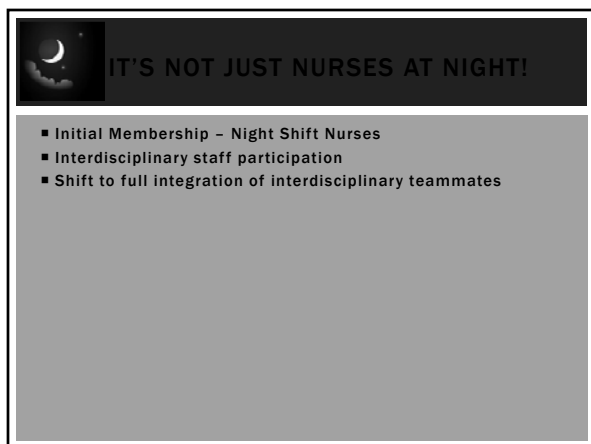 IT'S NOT JUST NURSES AT NIGHT!
▪ Initial Membership – Night Shift Nurses
▪ Interdisciplinary staff participation
▪ Shift to full integration of interdisciplinary teammates